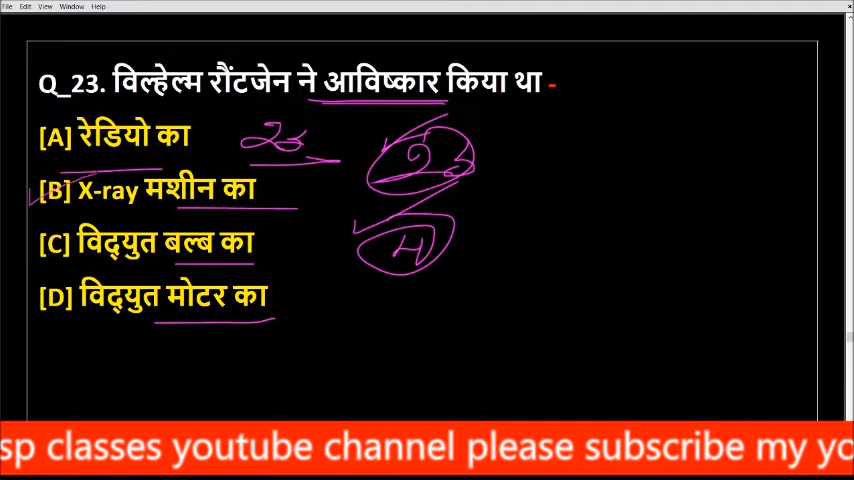 File Edit View Window Help
Q_23. विल्हेल्म रौंटजेन ने आविष्कार किया था -
[A] रेडियो का
[B] X-ray मशीन का
[C] विद्युत बल्ब का
[D] विद्युत मोटर का
sp classes youtube channel please subscribe my yo